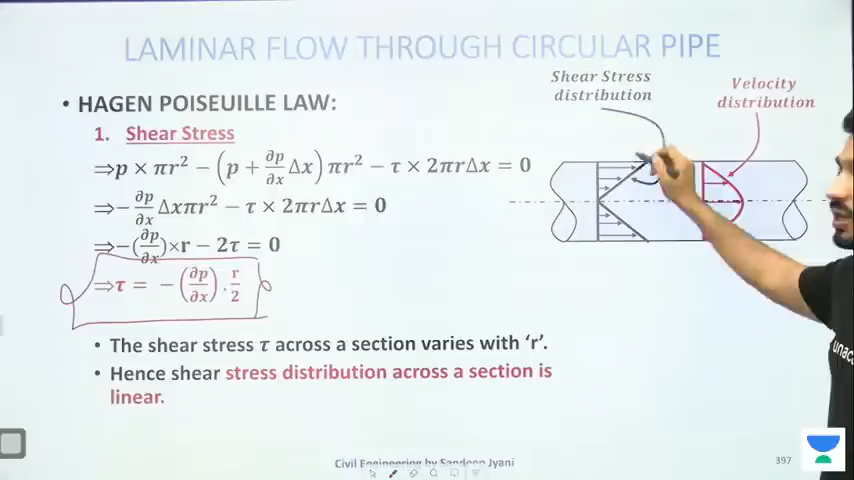 LAMINAR FLOW THROUGH CIRCULAR PIPE
• HAGEN POISEUILLE LAW:
1. Shear Stress
⇒p × πr² − (p + ∂p/∂x Δx) πr² − τ × 2πrΔx = 0
⇒− ∂p/∂x Δxπr² − τ × 2πrΔx = 0
⇒−(∂p/∂x)×r − 2τ = 0
⇒τ = −(∂p/∂x).r/2
• The shear stress τ across a section varies with ‘r’.
• Hence shear stress distribution across a section is
linear.
Shear Stress
distribution
Velocity
distribution
Civil Engineering by Sandeep Jyani
397
unac